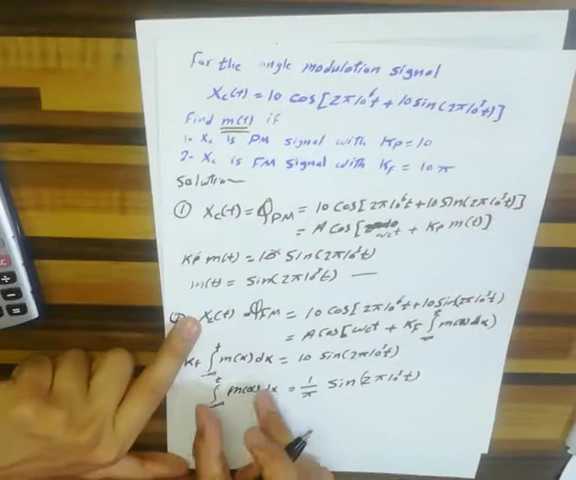 For the angle modulation signal
Xc(t) = 10 cos[2π10⁶t + 10 sin(2π10³t)]
Find m(t) if
1- Xc is PM signal with KP = 10
2- Xc is FM signal with Kf = 10π
Solution
① Xc(t) = φPM = 10 cos[2π10⁶t + 10 sin(2π10³t)]
= A cos[ωct + KP m(t)]
KP m(t) = 10 sin(2π10³t)
m(t) = sin(2π10³t)
② Xc(t) φFM = 10 cos[2π10⁶t + 10 sin(2π10³t)
= A cos[ωct + Kf ∫ m(x) dx)
Kf ∫ᵗ m(x) dx = 10 sin(2π10³t)
∫ᵗ m(x) dx = 1/π sin(2π10³t)